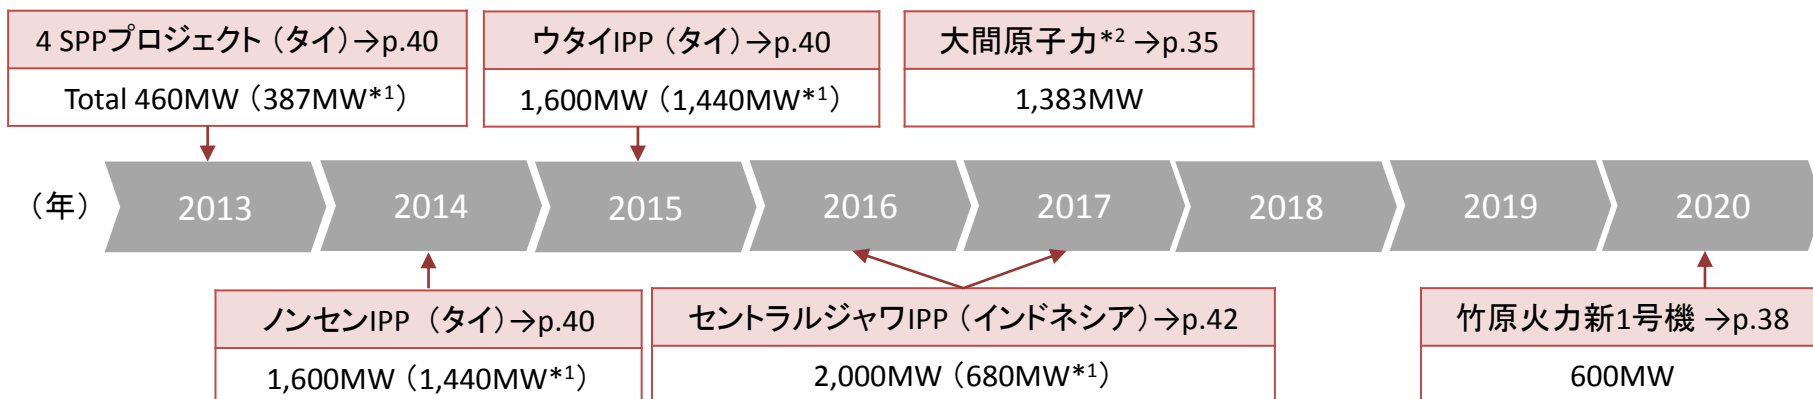 4 SPPプロジェクト（タイ）→p.40
Total 460MW（387MW*1）
ウタイIPP（タイ）→p.40
1,600MW（1,440MW*1）
大間原子力*2 →p.35
1,383MW
（年） 2013 2014 2015 2016 2017 2018 2019 2020
ノンセンIPP （タイ）→p.40
1,600MW（1,440MW*1）
セントラルジャワIPP（インドネシア）→p.42
2,000MW（680MW*1）
竹原火力新1号機 →p.38
600MW